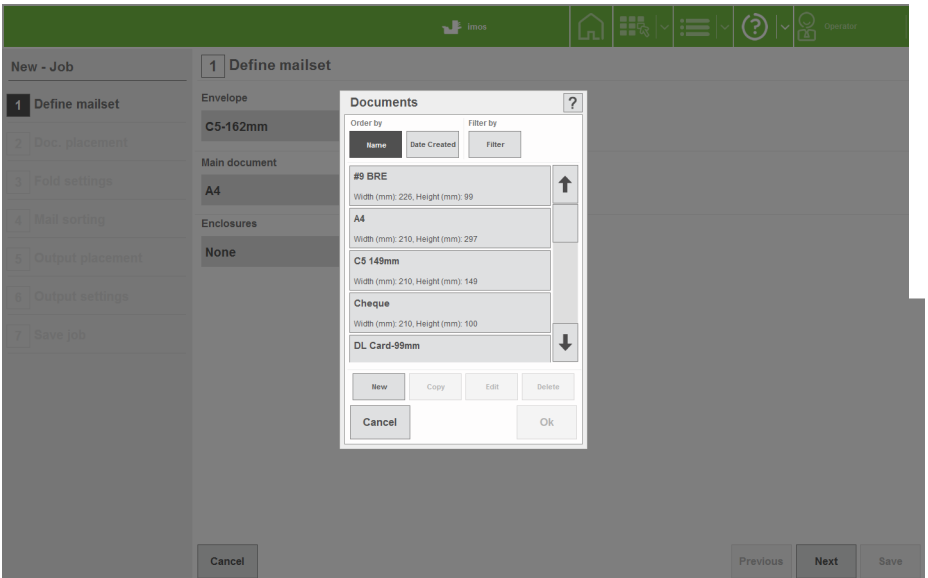 imos
Operator
New - Job
1 Define mailset
1 Define mailset
2 Doc. placement
3 Fold settings
4 Mail sorting
5 Output placement
6 Output settings
7 Save job
Envelope
C5-162mm
Main document
A4
Enclosures
None
Documents
?
Order by
Filter by
Name
Date Created
Filter
#9 BRE
Width (mm): 226, Height (mm): 99
A4
Width (mm): 210, Height (mm): 297
C5 149mm
Width (mm): 210, Height (mm): 149
Cheque
Width (mm): 210, Height (mm): 100
DL Card-99mm
New
Copy
Edit
Delete
Cancel
Ok
Cancel
Previous
Next
Save